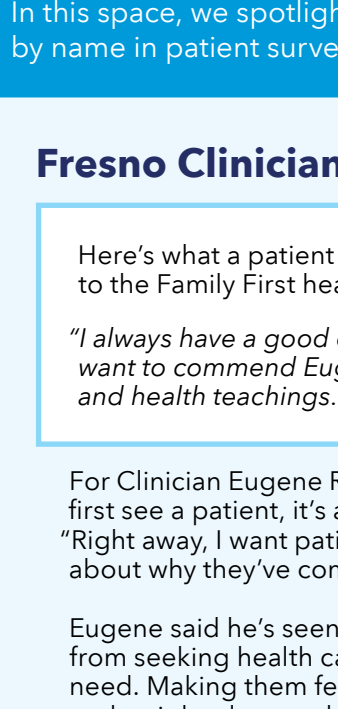 In this space, we spotligh
by name in patient surve
Fresno Clinician
Here's what a patient
to the Family First hea
"I always have a good
want to commend Eug
and health teachings.
For Clinician Eugene R
first see a patient, it's a
"Right away, I want pati
about why they've con
Eugene said he's seen
from seeking health ca
need. Making them fe